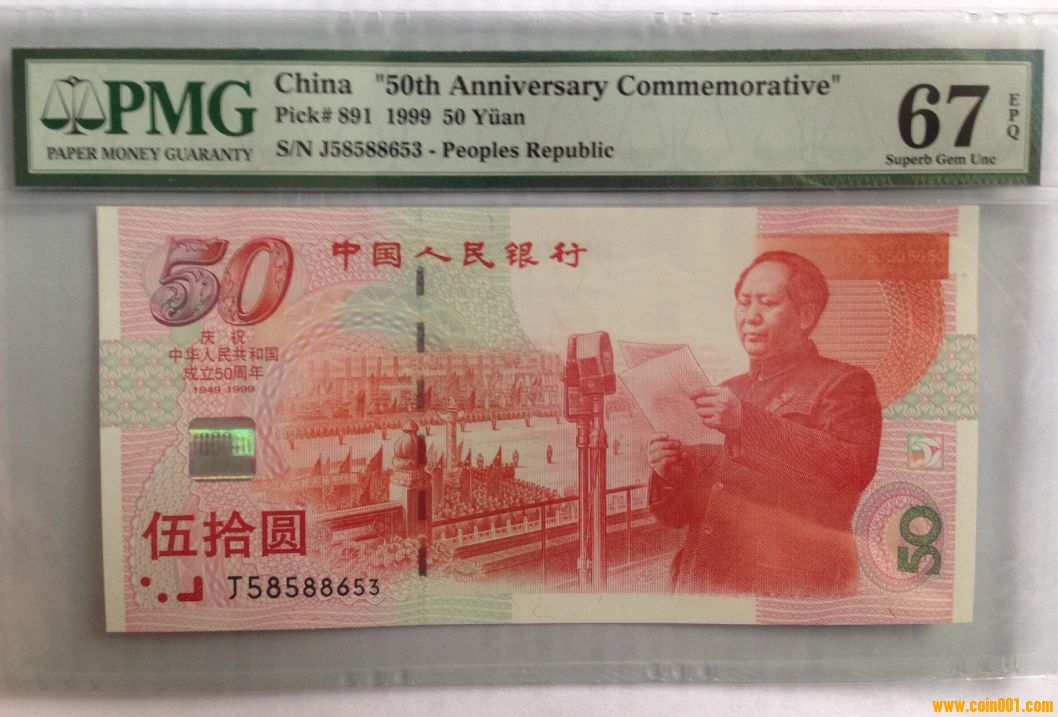 PMG
PAPER MONEY GUARANTY
China "50th Anniversary Commemorative"
Pick# 891 1999 50 Yüan
S/N J58588653 - Peoples Republic
67
EPQ
Superb Gem Unc
50
中国人民银行
50505050
庆祝
中华人民共和国
成立50周年
1949 1999
伍拾圆
J58588653
50
www.coin001.com